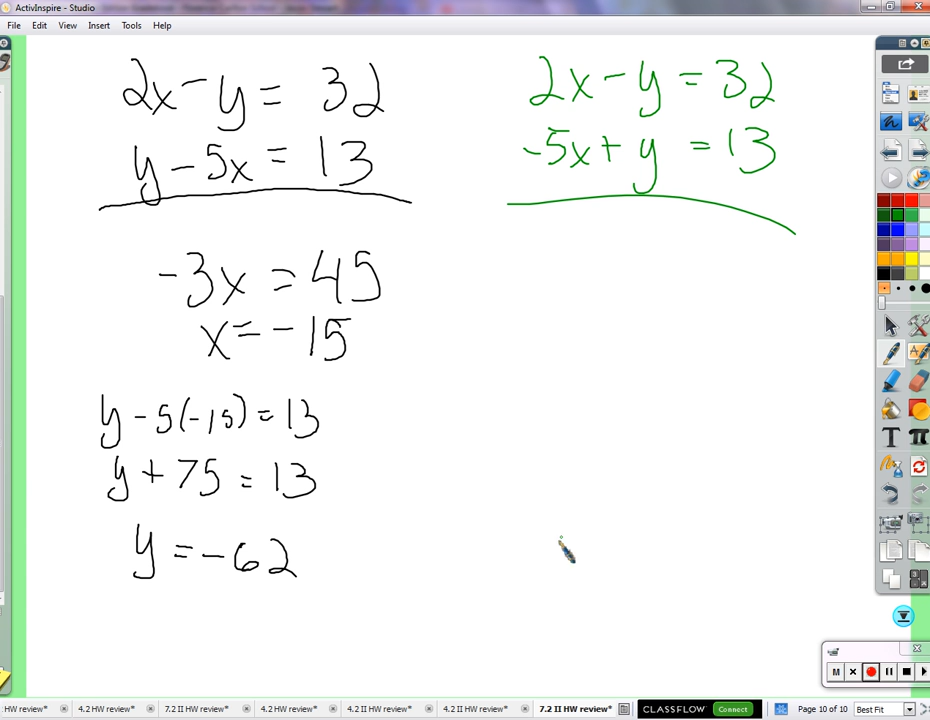 ActivInspire - Studio
File Edit View Insert Tools Help
2x - y = 32
y - 5x = 13
-3x = 45
x = -15
y - 5(-15) = 13
y + 75 = 13
y = -62
2x - y = 32
-5x + y = 13
HW review* 4.2 HW review* 7.2 II HW review* 4.2 HW review* 4.2 II HW review* 4.2 II HW review* 7.2 II HW review* CLASSFLOW Connect Page 10 of 10 Best Fit